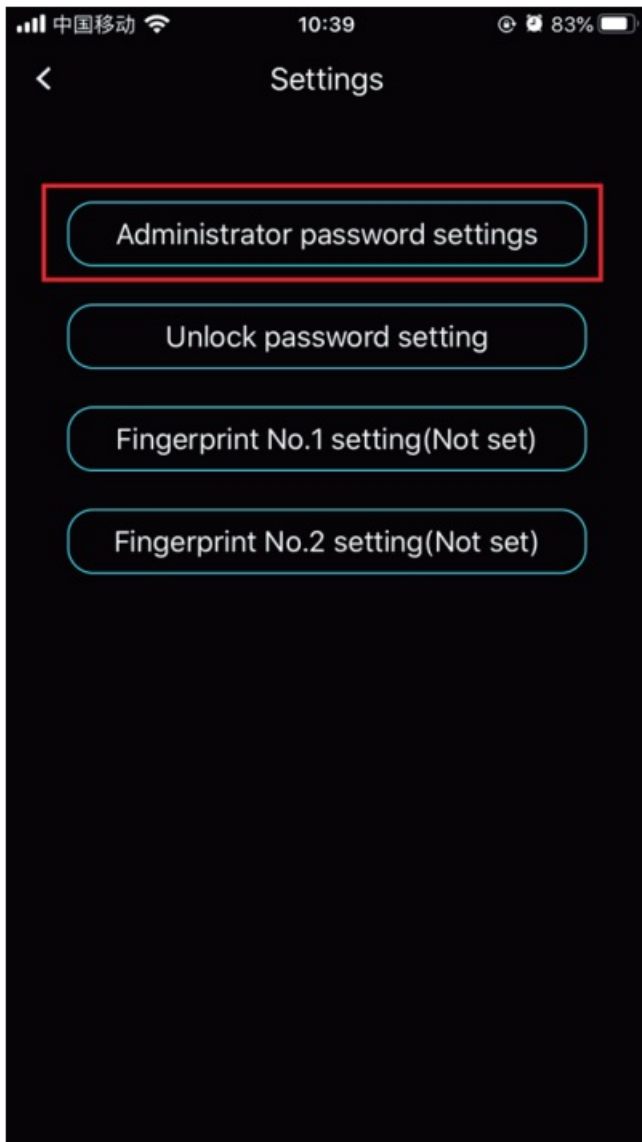 中国移动 10:39 83%
Settings
Administrator password settings
Unlock password setting
Fingerprint No.1 setting(Not set)
Fingerprint No.2 setting(Not set)